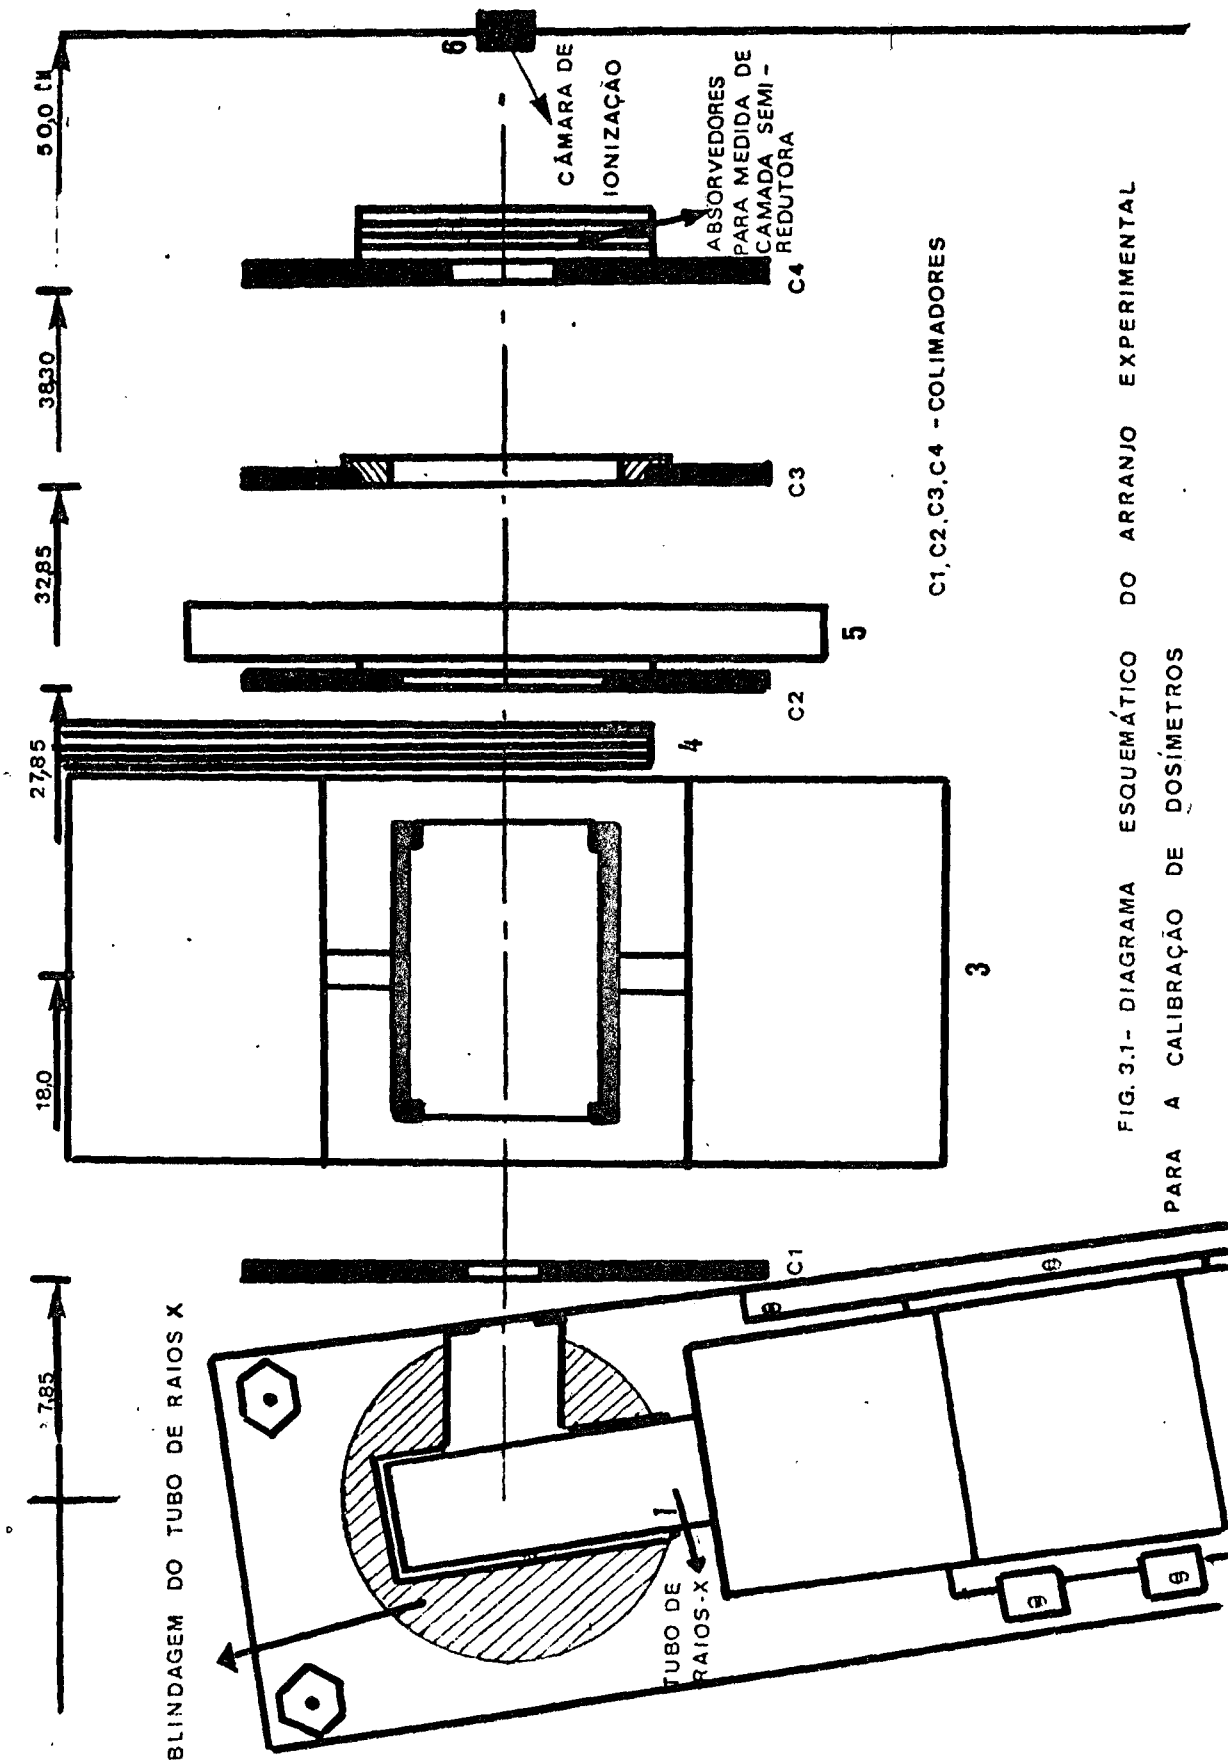 7,85
18,0
27,85
32,85
38,30
50,0 CM
BLINDAGEM DO TUBO DE RAIOS X
TUBO DE
RAIOS-X
1
C1
3
4
C2
5
C3
C4
ABSORVEDORES
PARA MEDIDA DE
CAMADA SEMI-
REDUTORA
CÂMARA DE
IONIZAÇÃO
6
C1, C2, C3, C4 - COLIMADORES
FIG. 3.1- DIAGRAMA ESQUEMÁTICO DO ARRANJO EXPERIMENTAL
PARA A CALIBRAÇÃO DE DOSÍMETROS